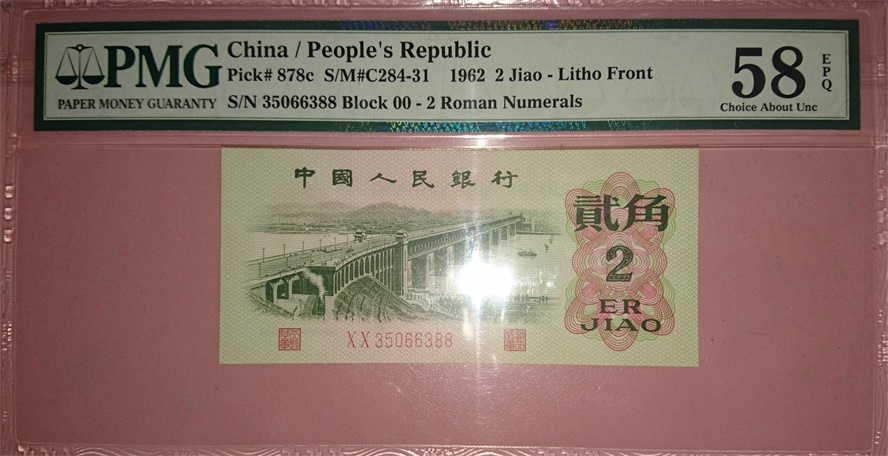 PMG
PAPER MONEY GUARANTY
China / People's Republic
Pick# 878c S/M#C284-31 1962 2 Jiao - Litho Front
S/N 35066388 Block 00 - 2 Roman Numerals
58
EPQ
Choice About Unc
中國人民銀行
貳角
2
ER
JIAO
XX35066388